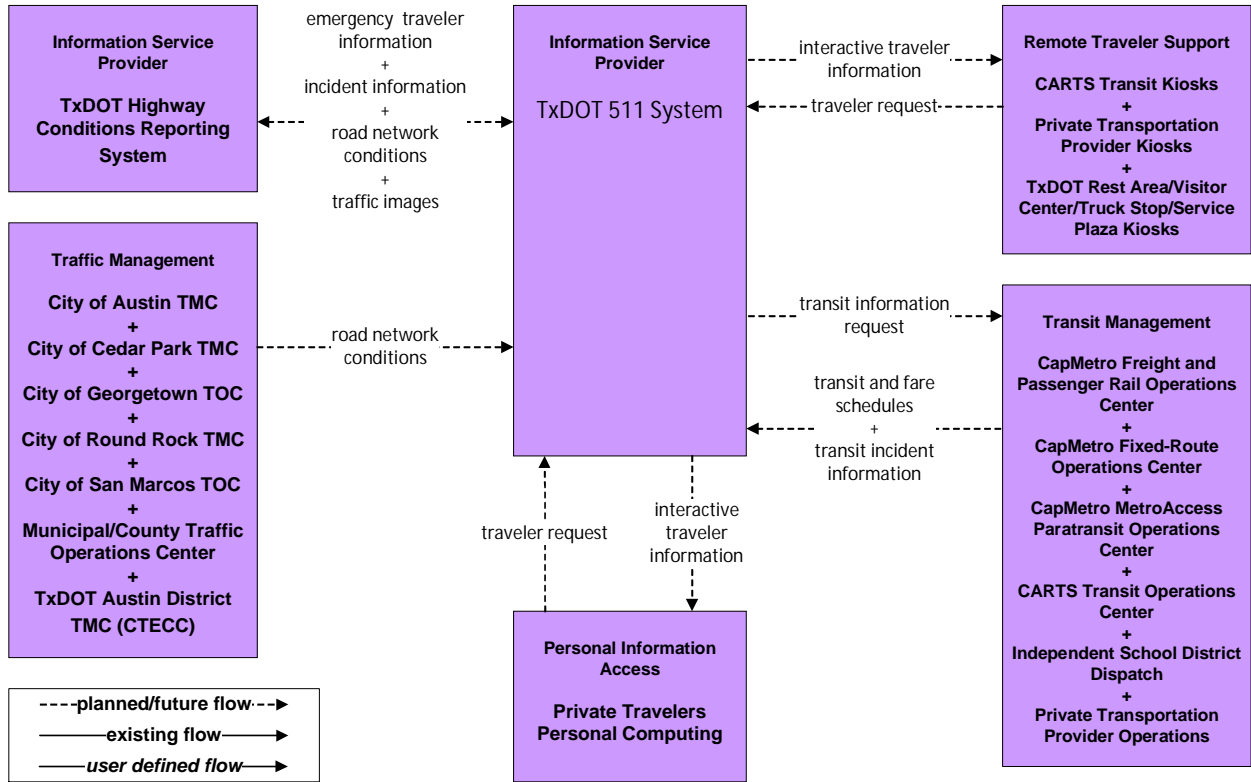 Information Service
Provider
TxDOT Highway
Conditions Reporting
System
emergency traveler
information
+
incident information
+
road network
conditions
+
traffic images
Information Service
Provider
TxDOT 511 System
interactive traveler
information
traveler request
Remote Traveler Support
CARTS Transit Kiosks
+
Private Transportation
Provider Kiosks
+
TxDOT Rest Area/Visitor
Center/Truck Stop/Service
Plaza Kiosks
Traffic Management
City of Austin TMC
+
City of Cedar Park TMC
+
City of Georgetown TOC
+
City of Round Rock TMC
+
City of San Marcos TOC
+
Municipal/County Traffic
Operations Center
+
TxDOT Austin District
TMC (CTECC)
road network
conditions
transit information
request
transit and fare
schedules
+
transit incident
information
Transit Management
CapMetro Freight and
Passenger Rail Operations
Center
+
CapMetro Fixed-Route
Operations Center
+
CapMetro MetroAccess
Paratransit Operations
Center
+
CARTS Transit Operations
Center
+
Independent School District
Dispatch
+
Private Transportation
Provider Operations
traveler request
interactive
traveler
information
Personal Information
Access
Private Travelers
Personal Computing
planned/future flow
existing flow
user defined flow